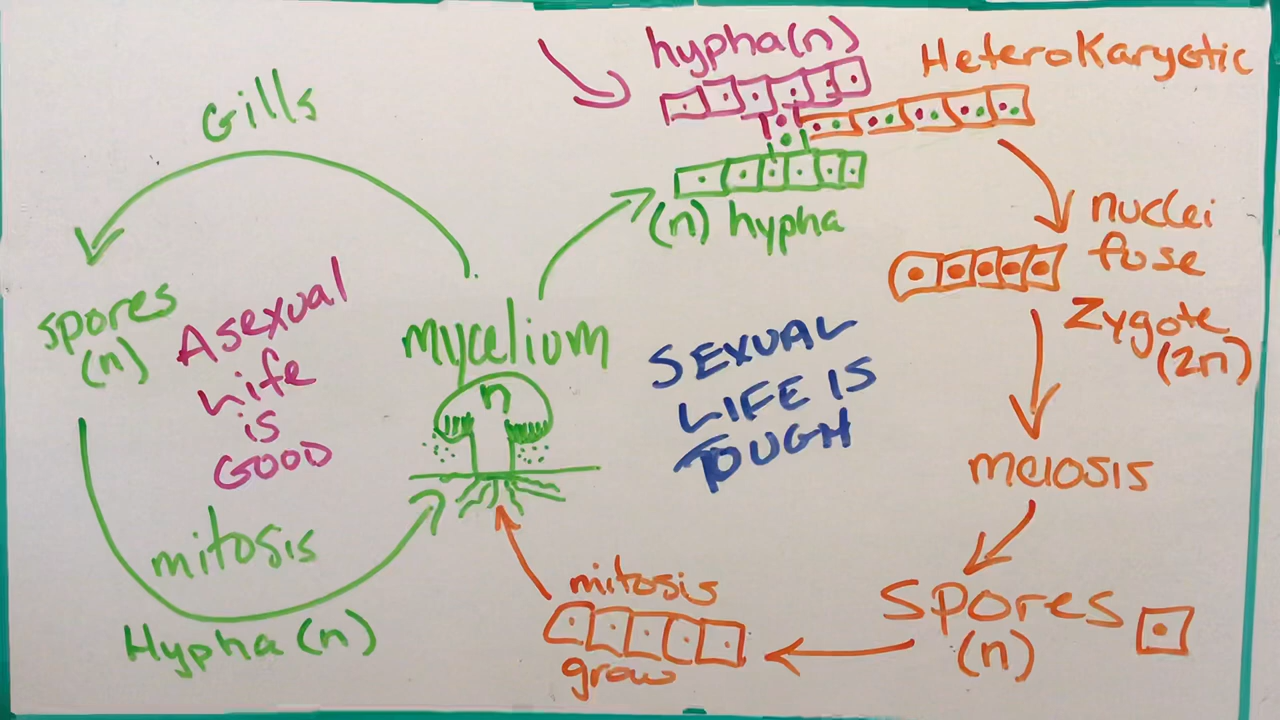 Gills
spores
(n)
Asexual
Life
is
GOOD
mitosis
Hypha (n)
mycelium
n
hypha(n)
HeteroKaryotic
(n) hypha
nuclei
fuse
Zygote
(2n)
SEXUAL
LIFE IS
TOUGH
meiosis
Spores
(n)
mitosis
grow